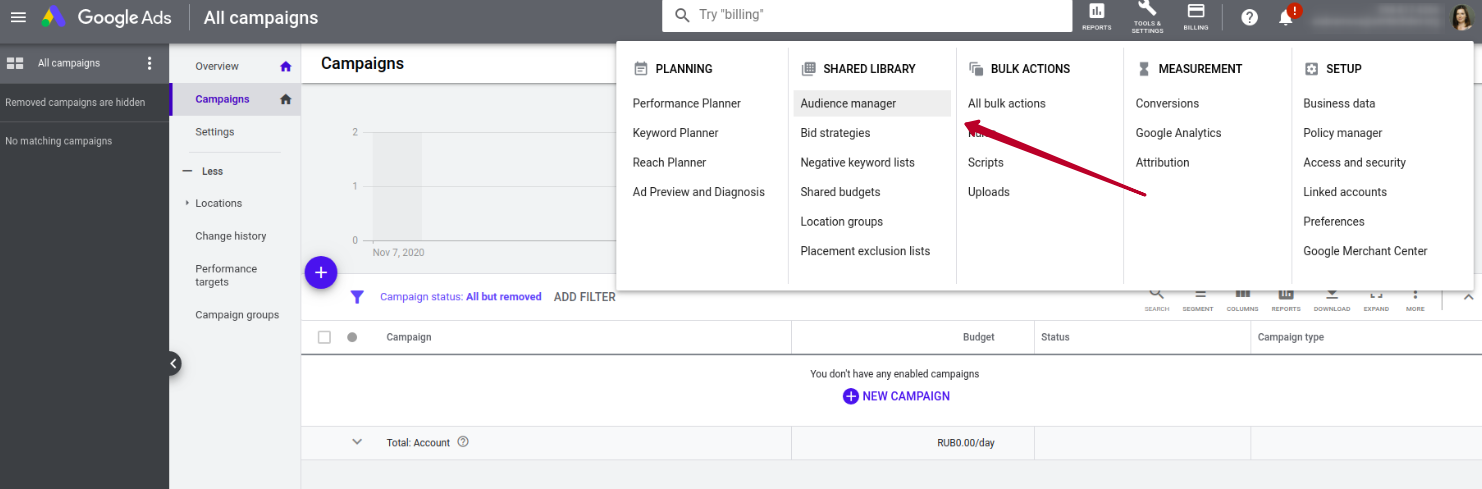 Google Ads
All campaigns
Try "billing"
REPORTS
TOOLS &
SETTINGS
BILLING
!
All campaigns
Removed campaigns are hidden
No matching campaigns
Overview
Campaigns
Settings
Less
Locations
Change history
Performance
targets
Campaign groups
Campaigns
2
1
0
Nov 7, 2020
PLANNING
Performance Planner
Keyword Planner
Reach Planner
Ad Preview and Diagnosis
SHARED LIBRARY
Audience manager
Bid strategies
Negative keyword lists
Shared budgets
Location groups
Placement exclusion lists
BULK ACTIONS
All bulk actions
Scripts
Uploads
MEASUREMENT
Conversions
Google Analytics
Attribution
SETUP
Business data
Policy manager
Access and security
Linked accounts
Preferences
Google Merchant Center
Campaign status: All but removed
ADD FILTER
SEARCH
SEGMENT
COLUMNS
REPORTS
DOWNLOAD
EXPAND
MORE
Campaign
Budget
Status
Campaign type
You don't have any enabled campaigns
NEW CAMPAIGN
Total: Account
RUB0.00/day